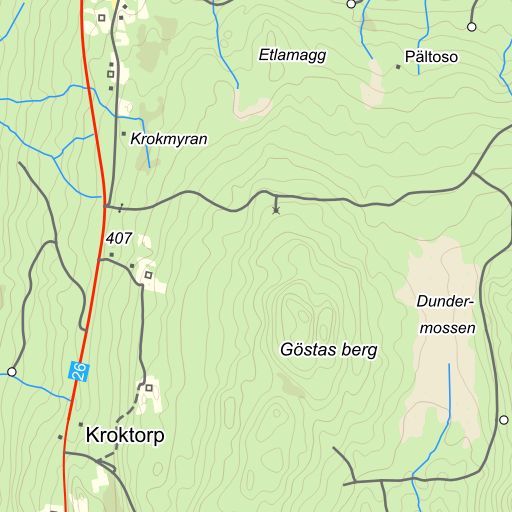 Etlamagg
Pältoso
Krokmyran
407
Dunder-
mossen
Göstas berg
26
Kroktorp